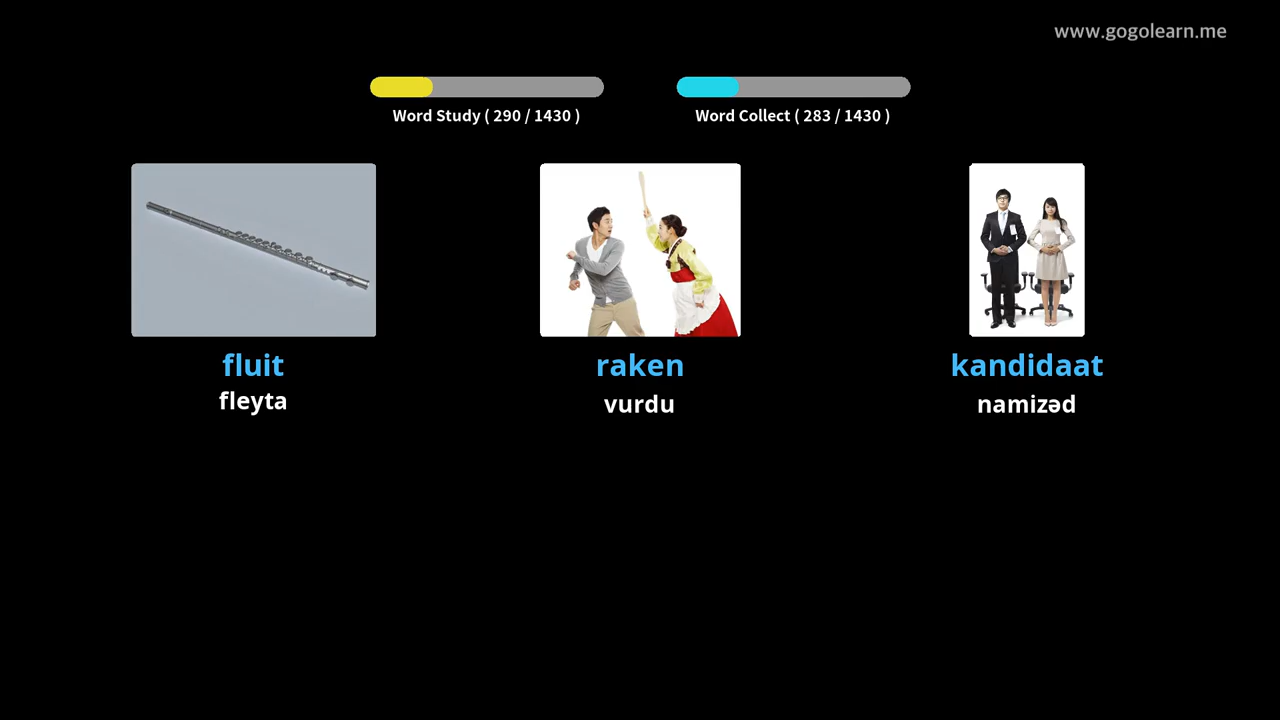 www.gogolearn.me
Word Study ( 290 / 1430 )
Word Collect ( 283 / 1430 )
fluit
fleyta
raken
vurdu
kandidaat
namizəd